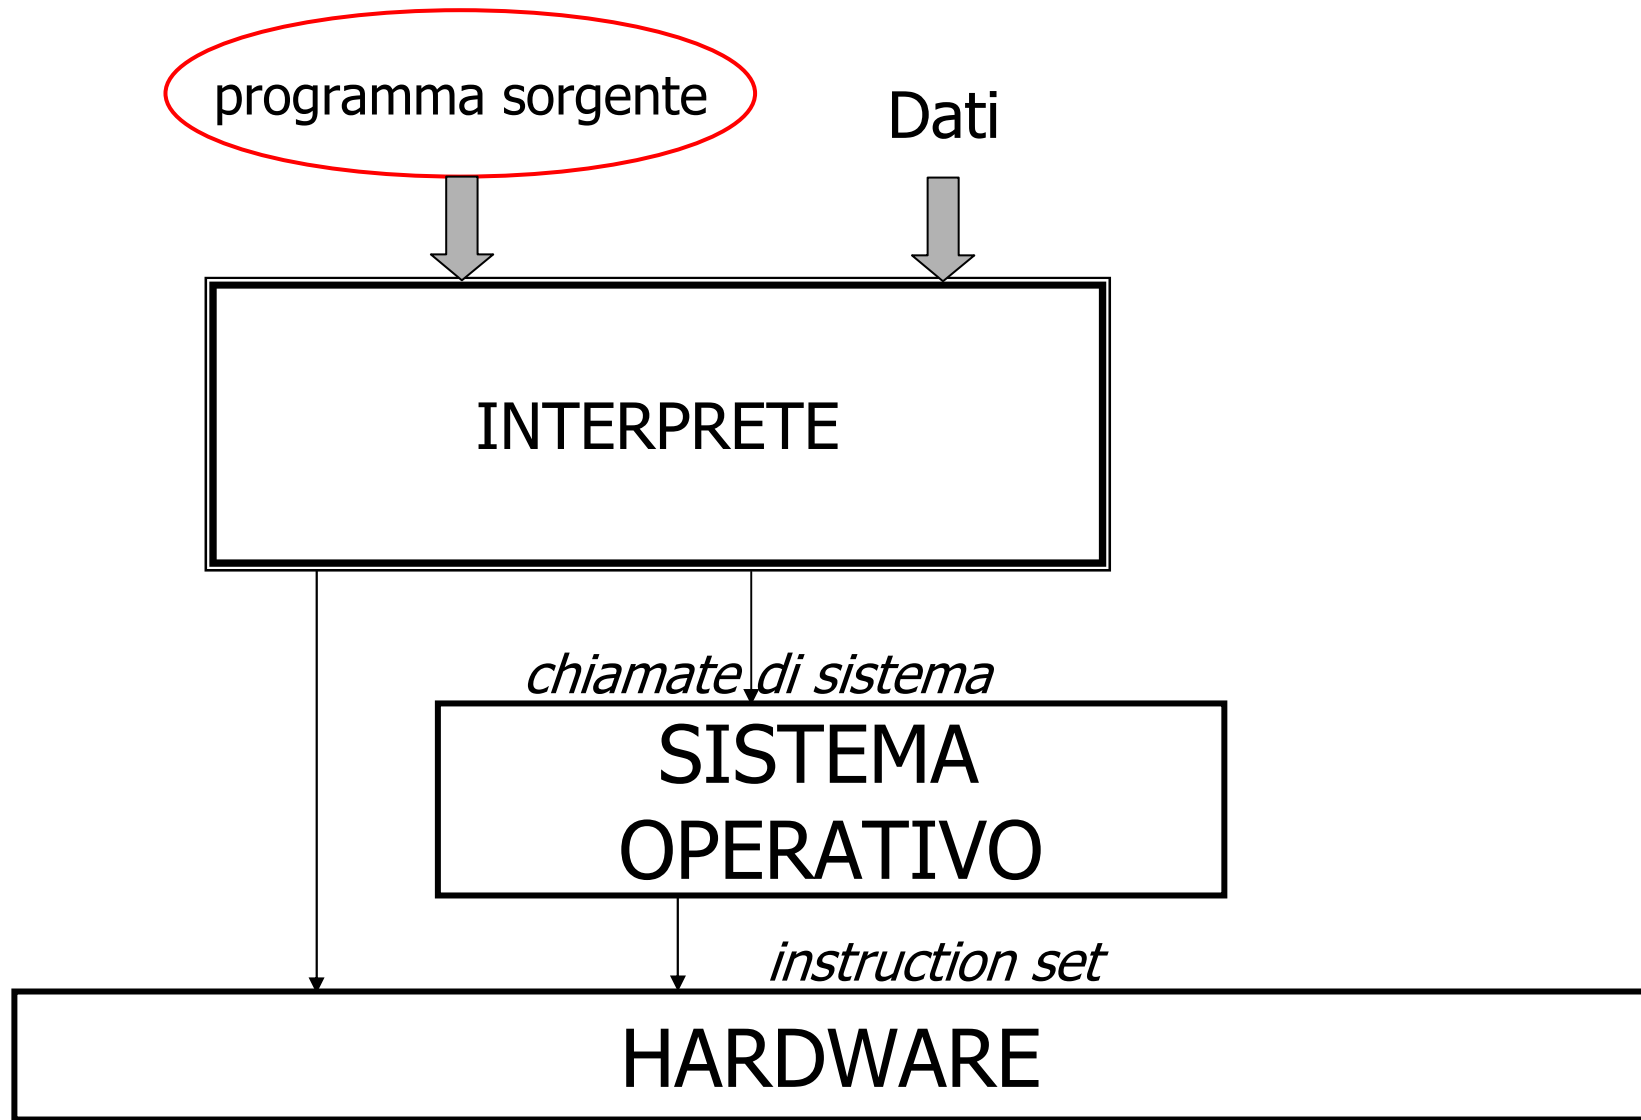 programma sorgente
Dati
INTERPRETE
chiamate di sistema
SISTEMA
OPERATIVO
instruction set
HARDWARE